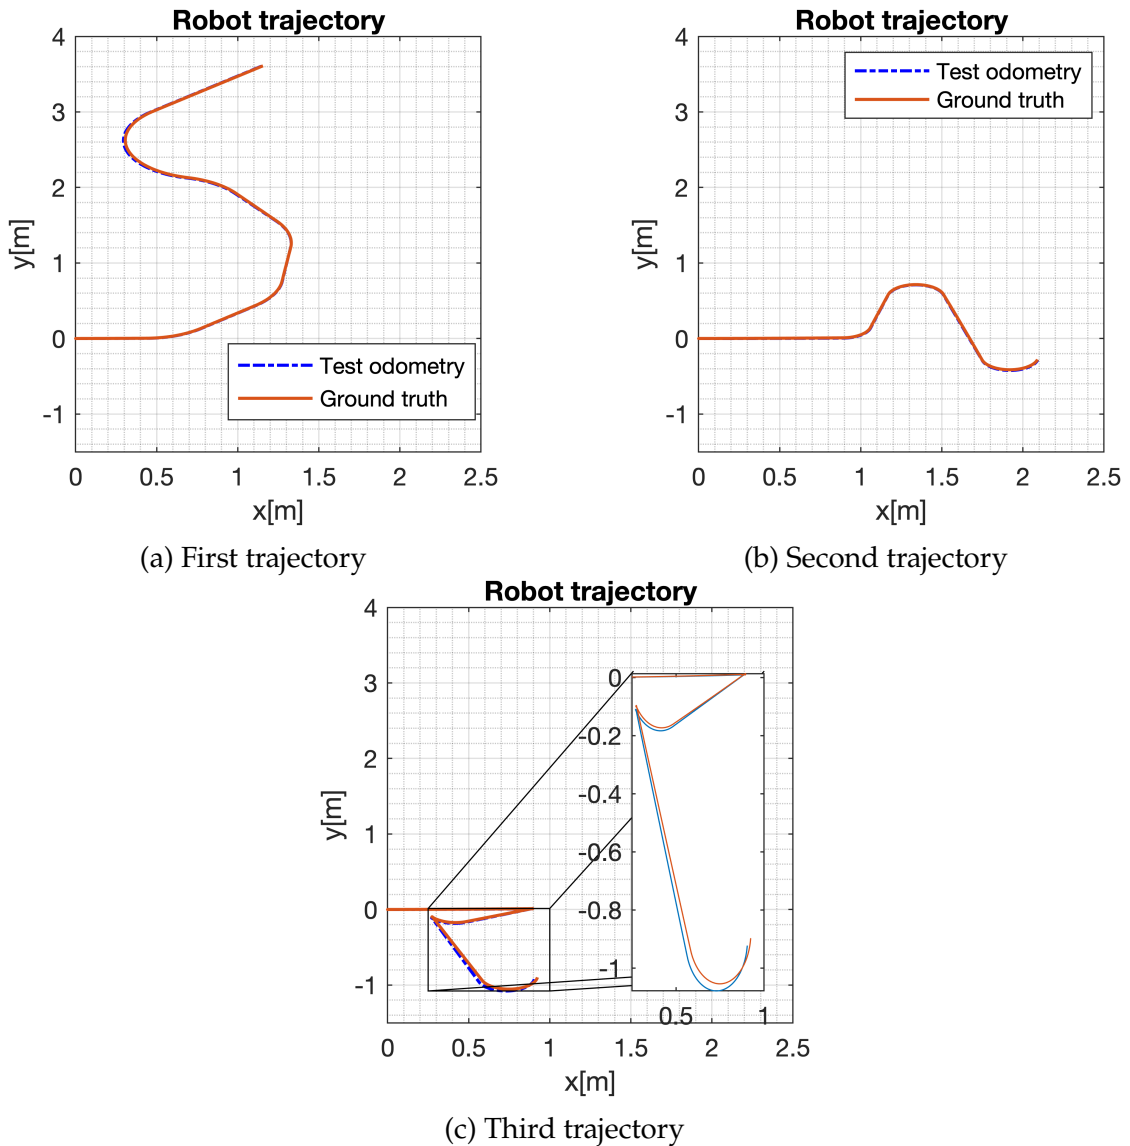 Robot trajectory
4
3
2
1
0
-1
y[m]
Test odometry
Ground truth
0 0.5 1 1.5 2 2.5
x[m]
(a) First trajectory
Robot trajectory
4
3
2
1
0
-1
y[m]
Test odometry
Ground truth
0 0.5 1 1.5 2 2.5
x[m]
(b) Second trajectory
Robot trajectory
4
3
2
1
0
-1
y[m]
0
-0.2
-0.4
-0.6
-0.8
-1
0.5 1
0 0.5 1 1.5 2 2.5
x[m]
(c) Third trajectory